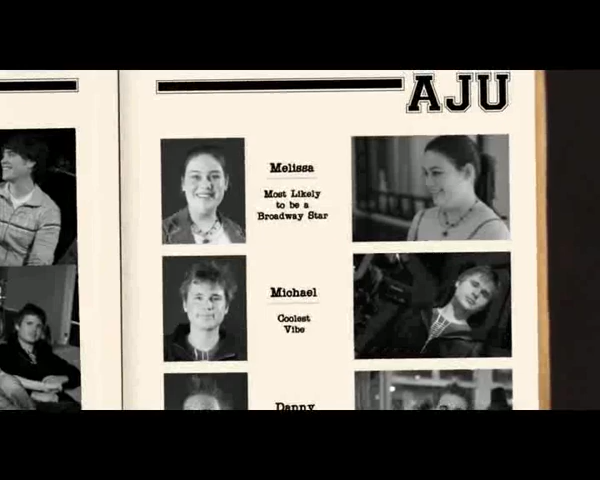 AJU
Melissa
Most Likely
to be a
Broadway Star
Michael
Coolest
Vibe
Danny